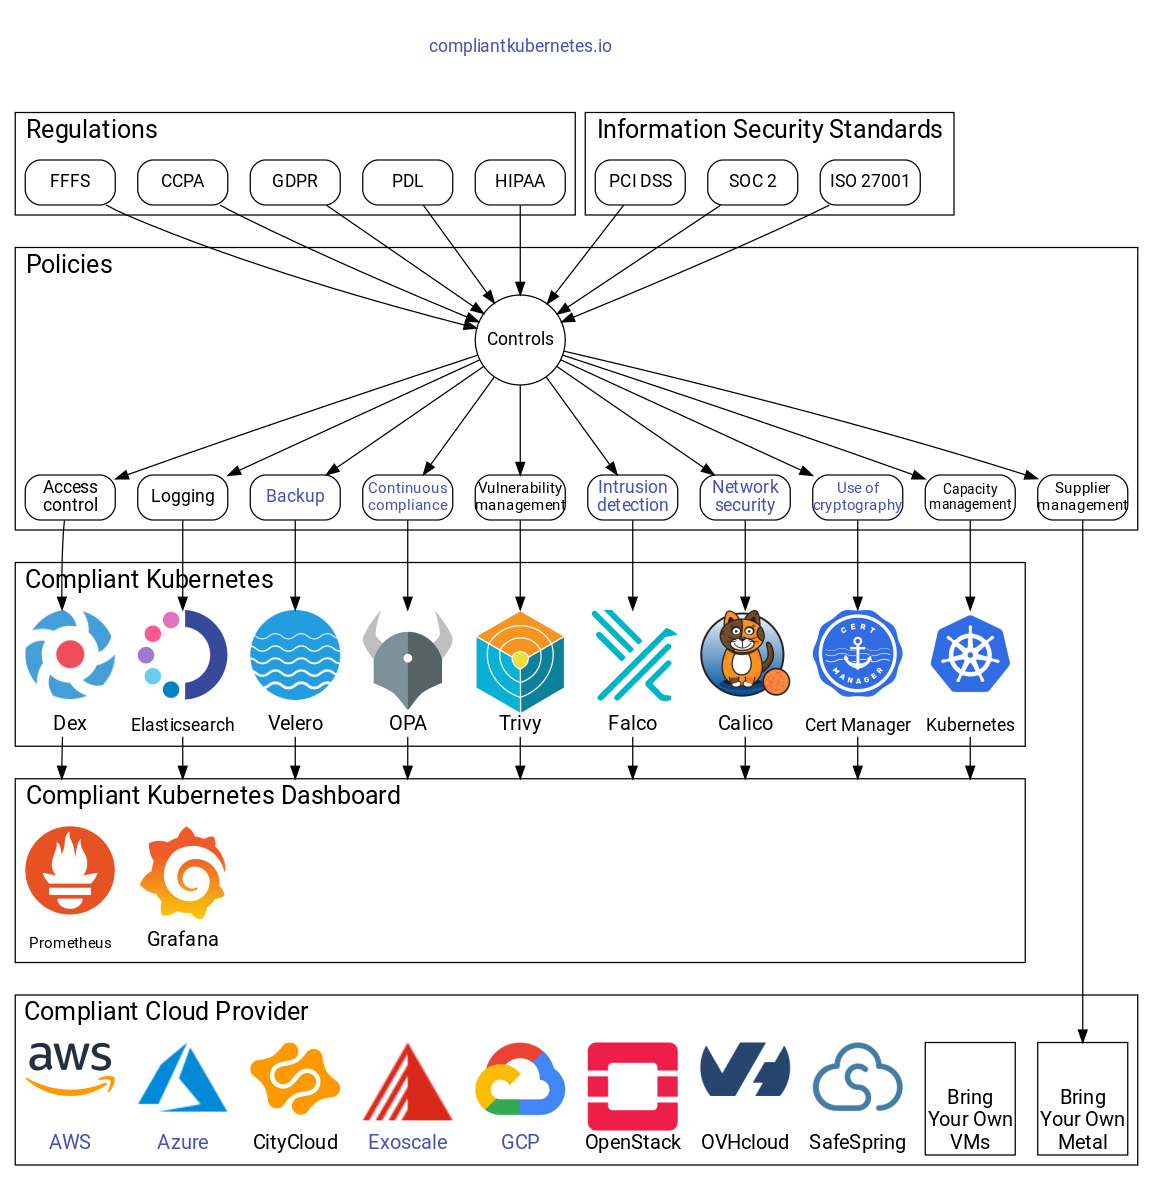 compliantkubernetes.io
Regulations
Information Security Standards
FFFS
CCPA
GDPR
PDL
HIPAA
PCI DSS
SOC 2
ISO 27001
Policies
Controls
Access
control
Logging
Backup
Continuous
compliance
Vulnerability
management
Intrusion
detection
Network
security
Use of
cryptography
Capacity
management
Supplier
management
Compliant Kubernetes
CERT
MANAGER
Dex
Elasticsearch
Velero
OPA
Trivy
Falco
Calico
Cert Manager
Kubernetes
Compliant Kubernetes Dashboard
Prometheus
Grafana
Compliant Cloud Provider
aws
AWS
Azure
CityCloud
Exoscale
GCP
OpenStack
OVHcloud
SafeSpring
Bring
Your Own
VMs
Bring
Your Own
Metal